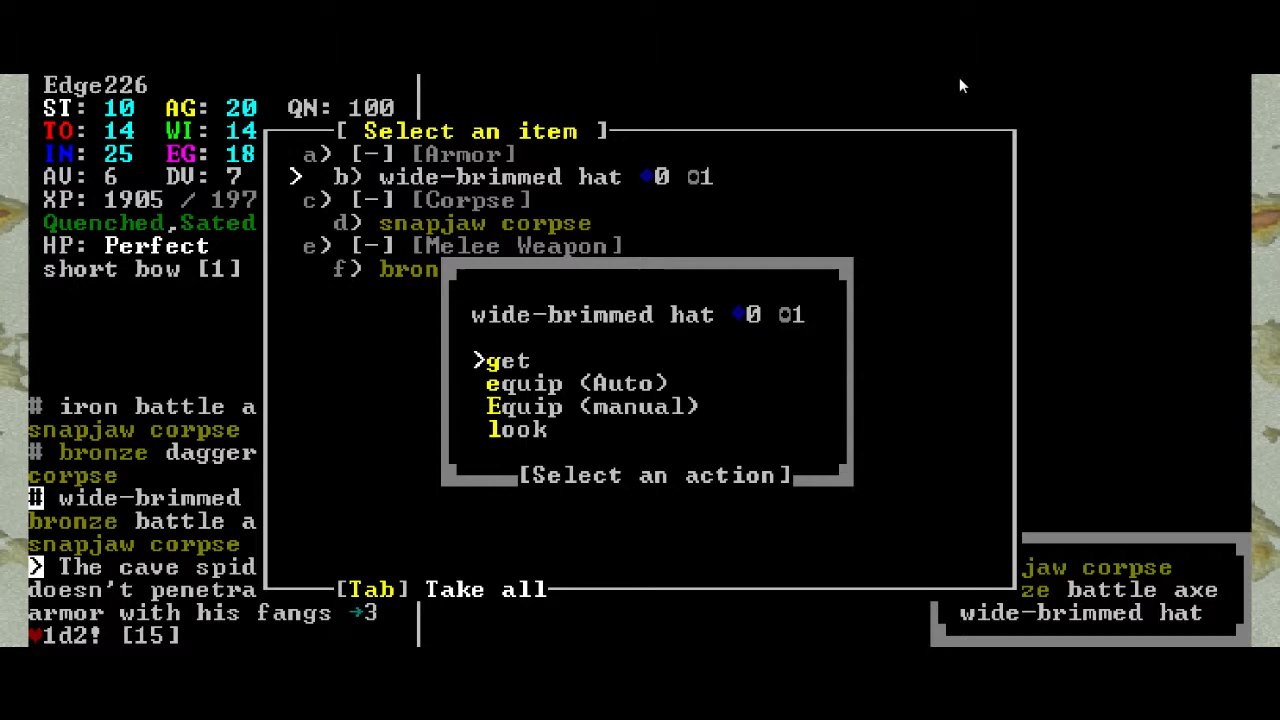 Edge226
ST: 10 AG: 20 QN: 100
TO: 14 WI: 14
IN: 25 EG: 18
AV: 6 DV: 7
XP: 1905 / 197
Quenched,Sated
HP: Perfect
short bow [1]
[ Select an item ]
a) [-] [Armor]
> b) wide-brimmed hat ♦0 ○1
c) [-] [Corpse]
d) snapjaw corpse
e) [-] [Melee Weapon]
f) bron
wide-brimmed hat ♦0 ○1
>get
equip (Auto)
Equip (manual)
look
[Select an action]
[Tab] Take all
# iron battle a
snapjaw corpse
# bronze dagger
corpse
# wide-brimmed
bronze battle a
snapjaw corpse
> The cave spid
doesn't penetra
armor with his fangs →3
♥1d2! [15]
jaw corpse
ze battle axe
wide-brimmed hat